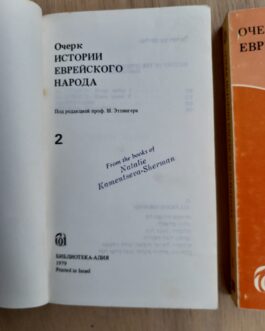 Очерк
ИСТОРИИ
ЕВРЕЙСКОГО
НАРОДА
Под редакцией проф. Ш. Эттингера
2
From the books of
Natalie
Kamentseva-Sherman
БИБЛИОТЕКА-АЛИЯ
1979
Printed in Israel
ОЧЕ
ЕВР